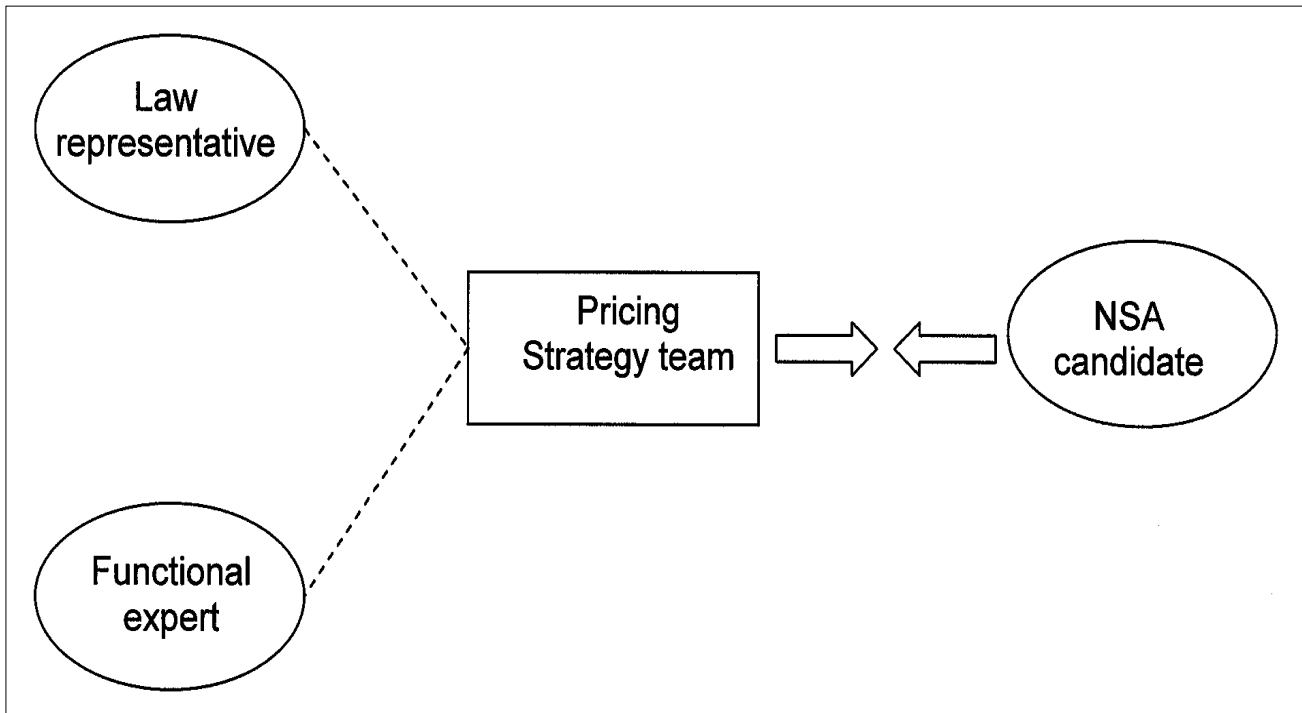 Law
representative
Pricing
Strategy team
NSA
candidate
Functional
expert